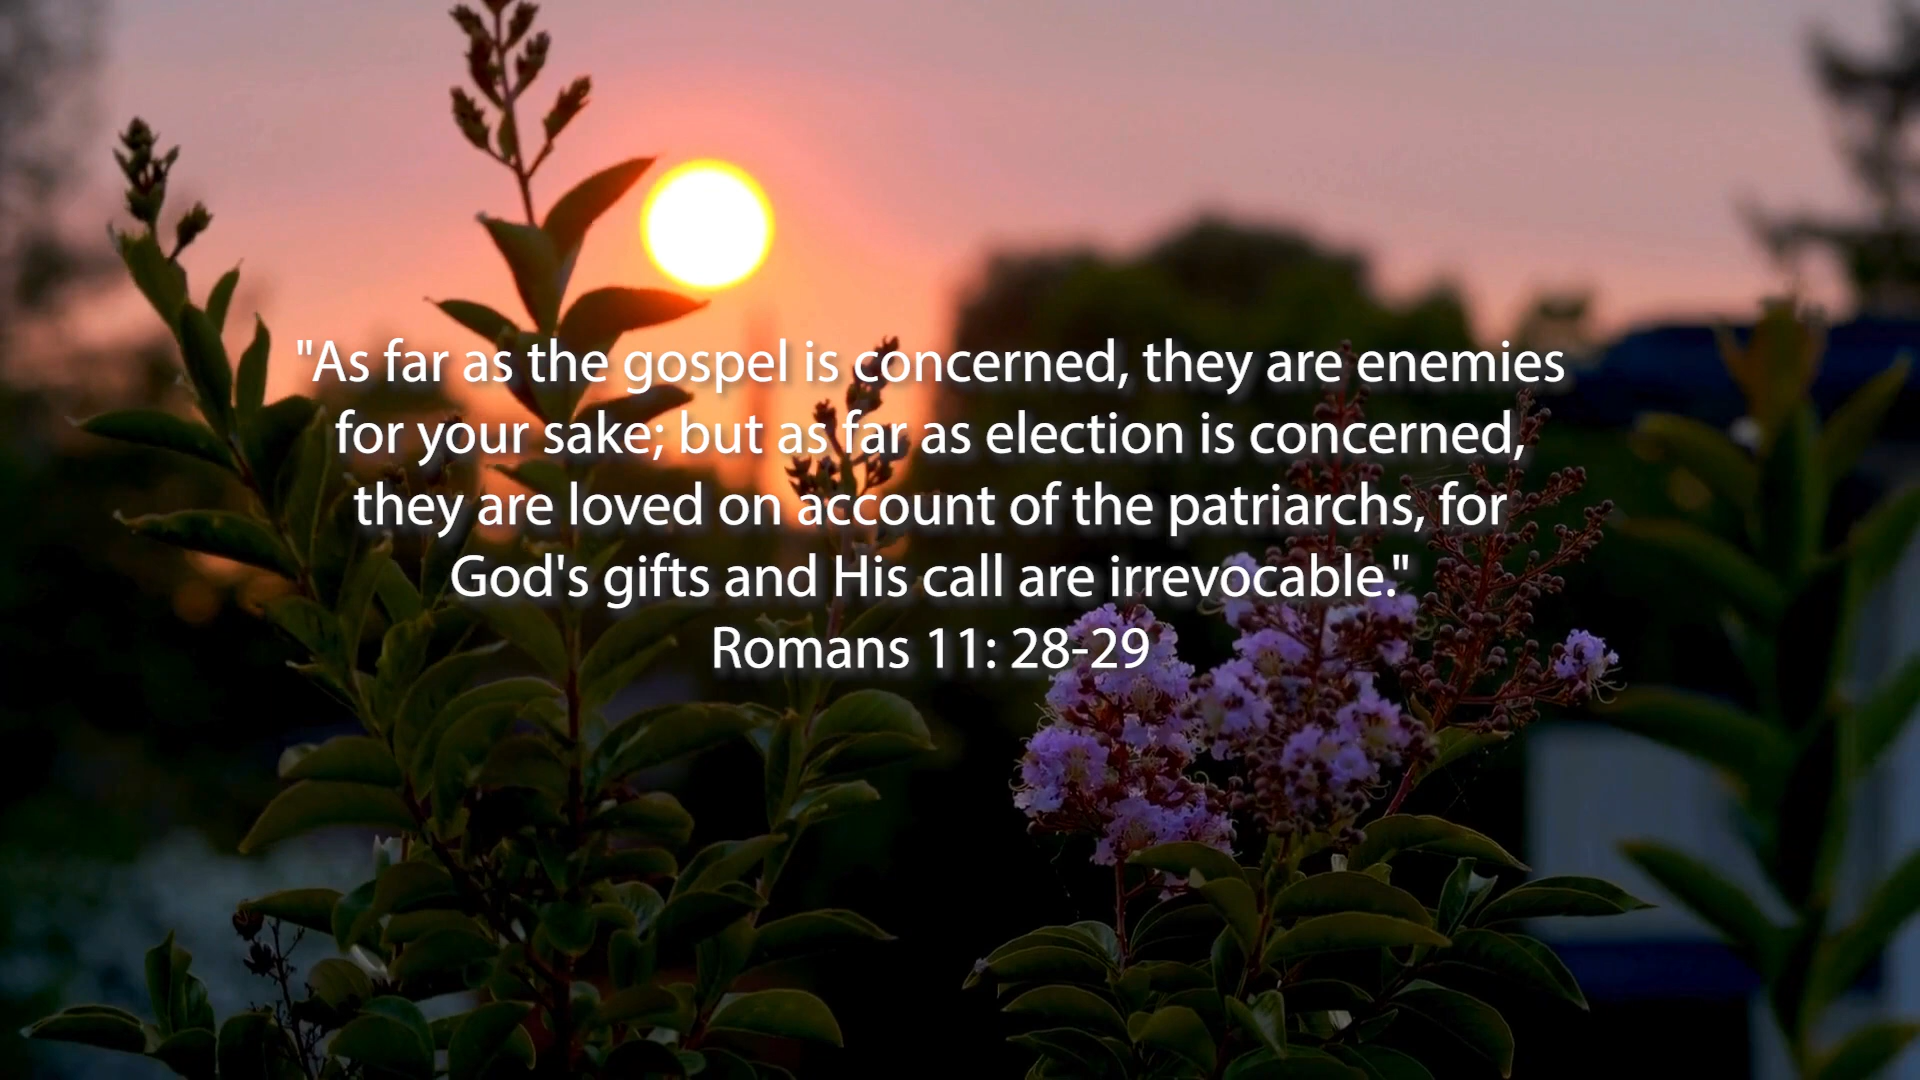 "As far as the gospel is concerned, they are enemies
for your sake; but as far as election is concerned,
they are loved on account of the patriarchs, for
God's gifts and His call are irrevocable."
Romans 11: 28-29